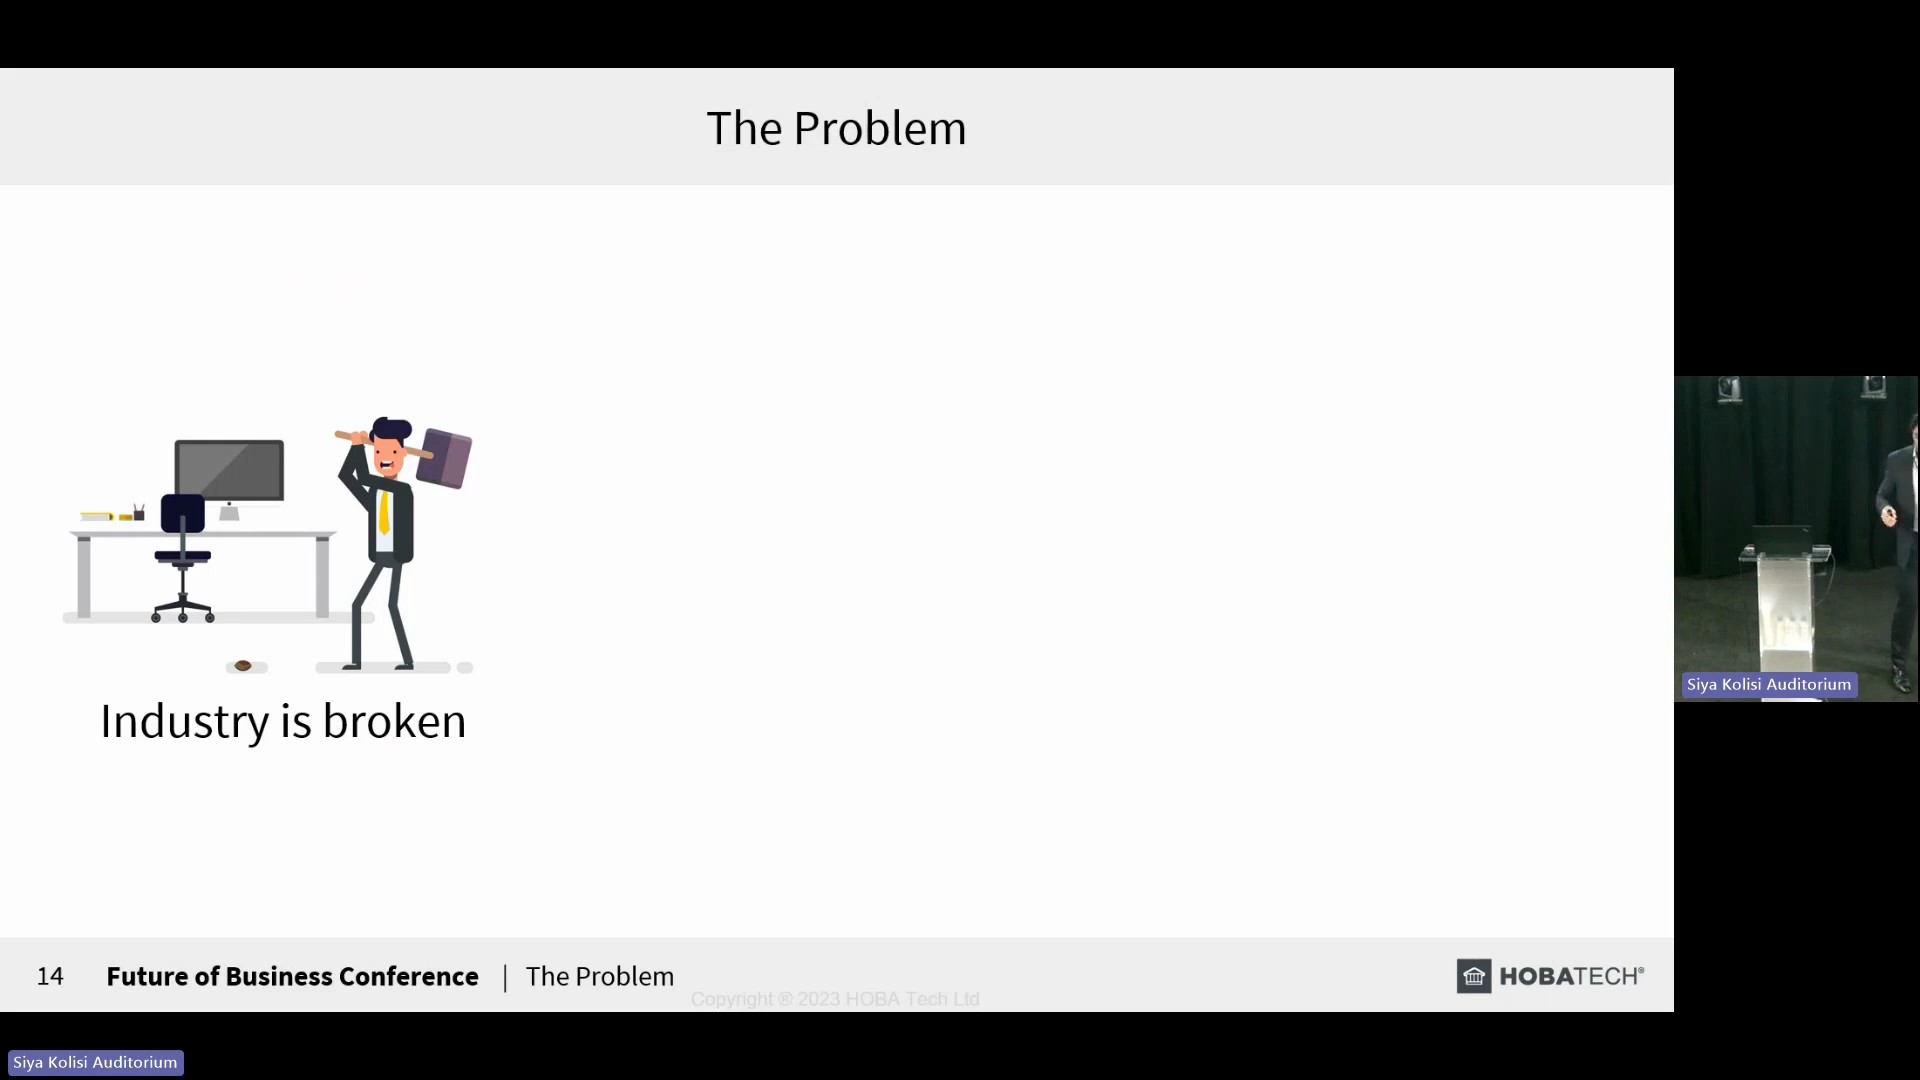 The Problem
Industry is broken
14 Future of Business Conference | The Problem
HOBATECH®
Copyright ® 2023 HOBA Tech Ltd
Siya Kolisi Auditorium
Siya Kolisi Auditorium